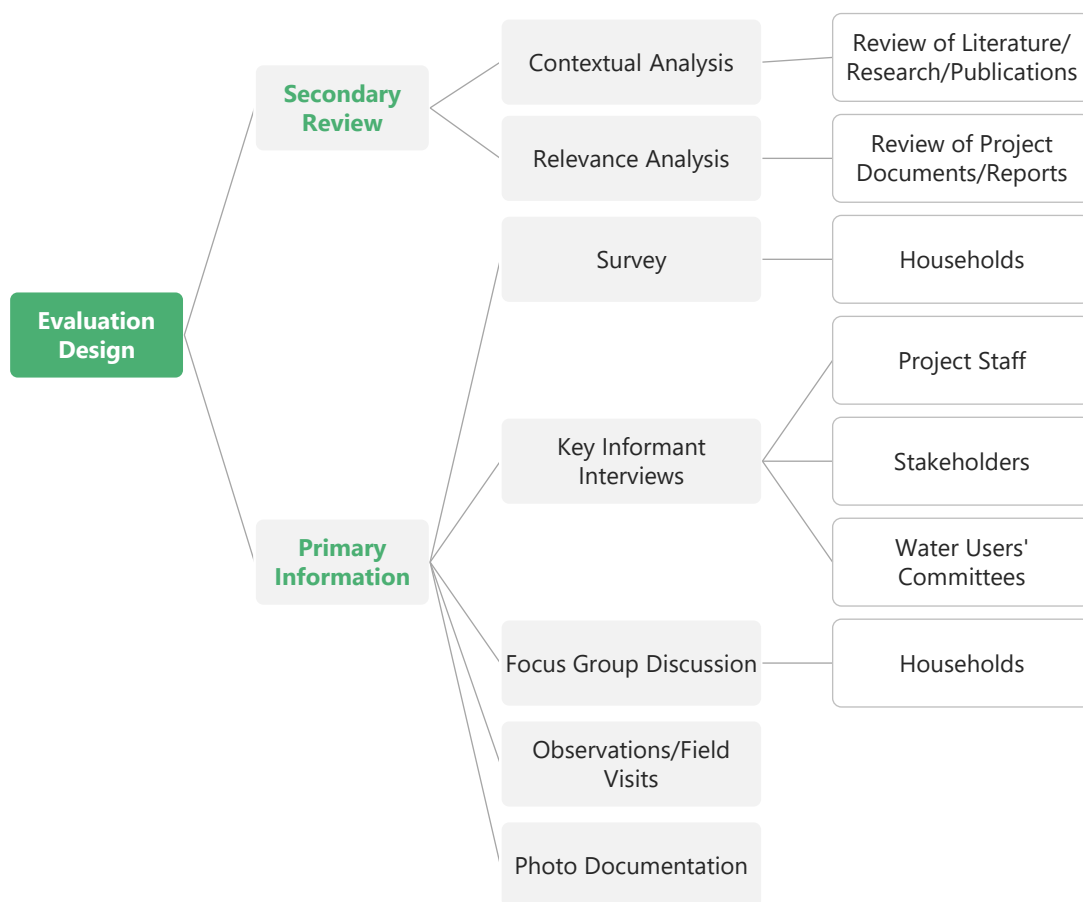 Evaluation
Design
Secondary
Review
Contextual Analysis
Review of Literature/
Research/Publications
Relevance Analysis
Review of Project
Documents/Reports
Primary
Information
Survey
Households
Key Informant
Interviews
Project Staff
Stakeholders
Water Users'
Committees
Focus Group Discussion
Households
Observations/Field
Visits
Photo Documentation